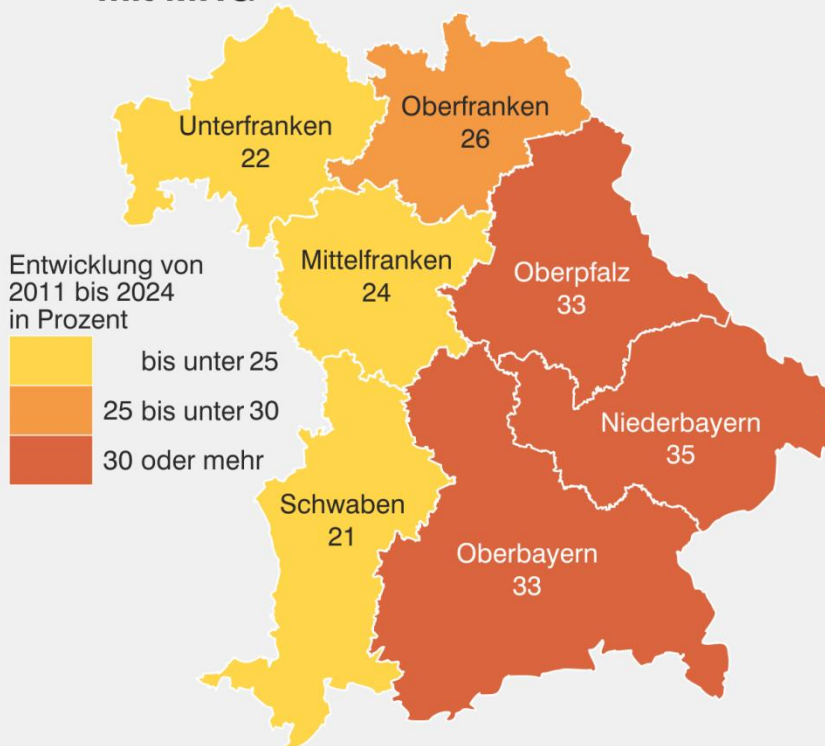 Unterfranken
22
Oberfranken
26
Mittelfranken
24
Oberpfalz
33
Entwicklung von
2011 bis 2024
in Prozent
bis unter 25
25 bis unter 30
30 oder mehr
Niederbayern
35
Schwaben
21
Oberbayern
33